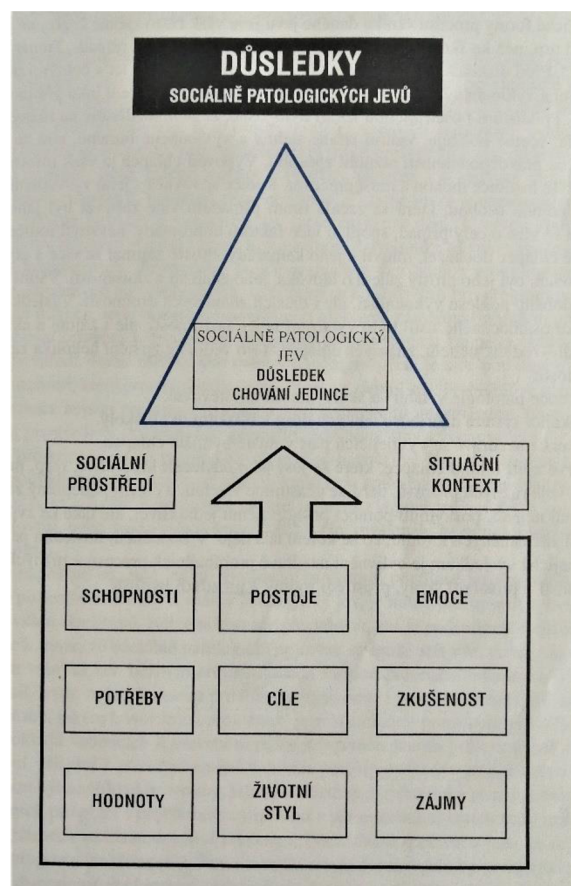 DŮSLEDKY
SOCIÁLNĚ PATOLOGICKÝCH JEVŮ
SOCIÁLNĚ PATOLOGICKÝ
JEV
DŮSLEDEK
CHOVÁNÍ JEDINCE
SOCIÁLNÍ
PROSTŘEDÍ
SITUAČNÍ
KONTEXT
SCHOPNOSTI
POSTOJE
EMOCE
POTŘEBY
CÍLE
ZKUŠENOST
HODNOTY
ŽIVOTNÍ
STYL
ZÁJMY